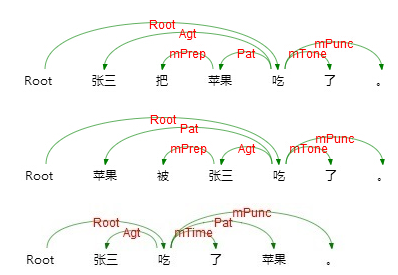 Root
Agt
mPunc
mPrep Pat mTone
Root 张三 把 苹果 吃 了 。
Root
Pat
mPunc
mPrep Agt mTone
Root 苹果 被 张三 吃 了 。
mPunc
Root Pat
Agt mTime
Root 张三 吃 了 苹果 。